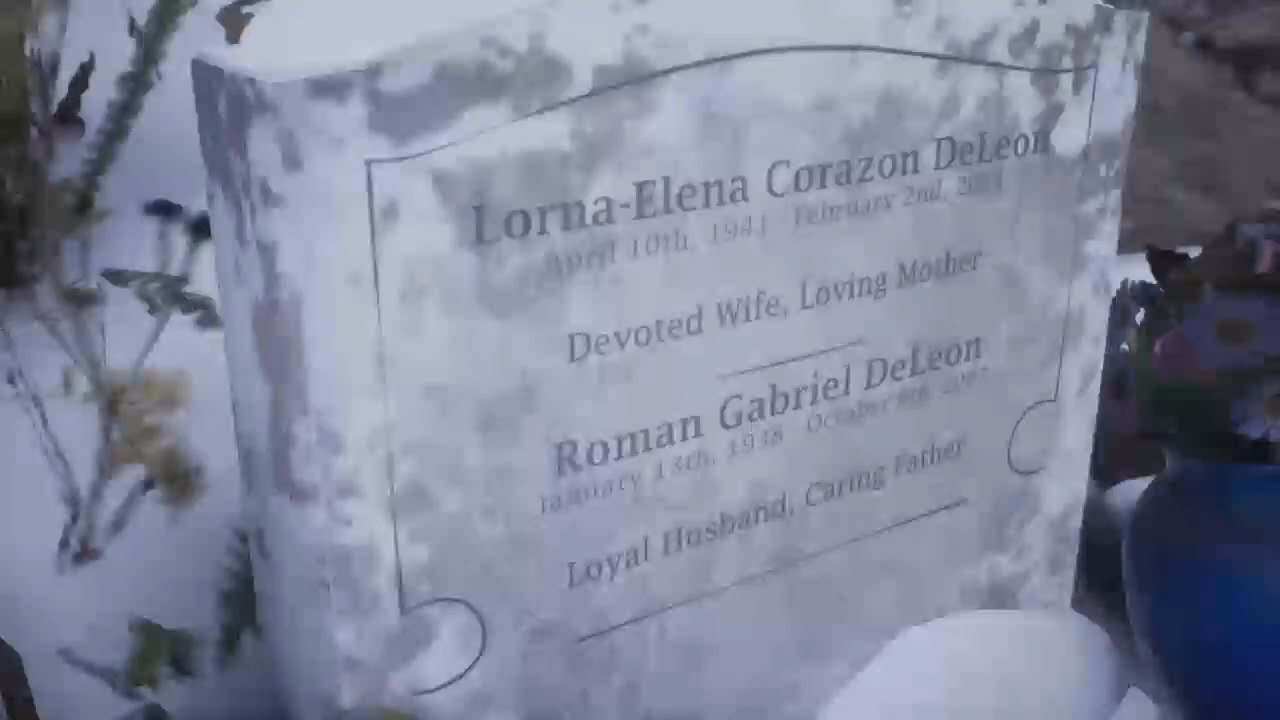 Lorna-Elena Corazon DeLeon
April 10th, 1941 February 2nd,
Devoted Wife, Loving Mother
Roman Gabriel DeLeon
January 13th, 1938 October
Loyal Husband, Caring Father